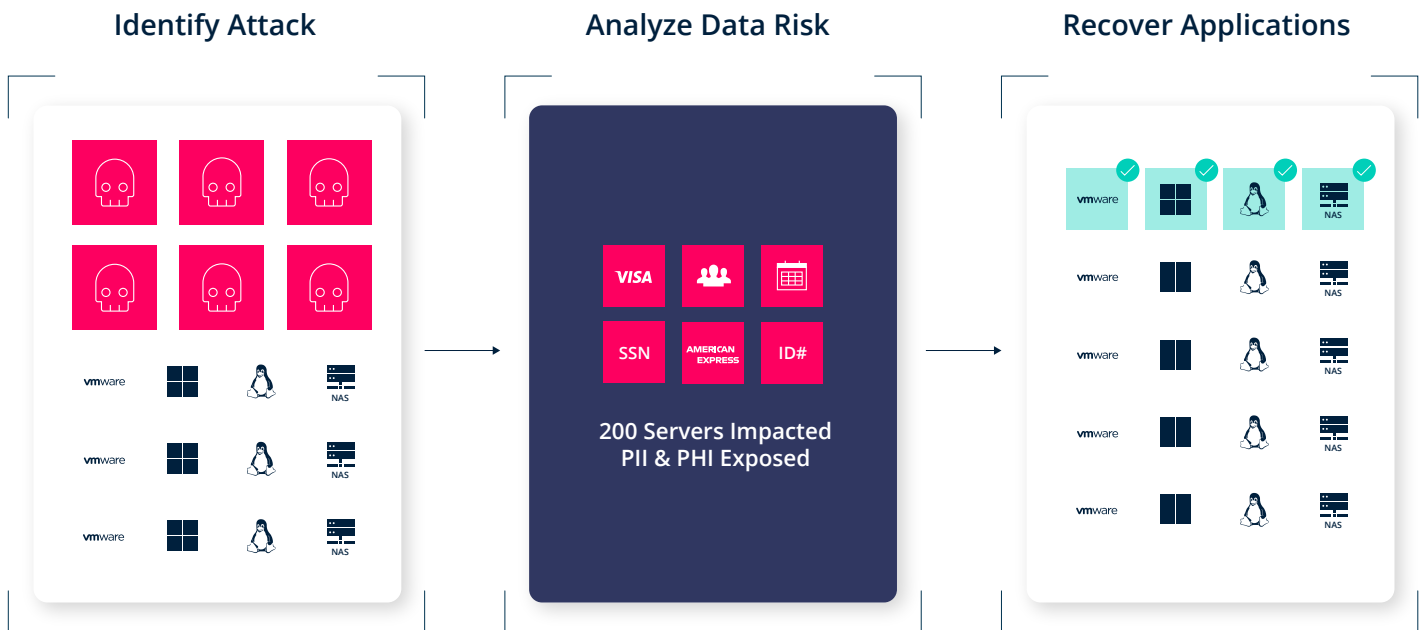 Identify Attack
Analyze Data Risk
Recover Applications
vmware
NAS
vmware
NAS
vmware
NAS
VISA
SSN
AMERICAN
EXPRESS
ID#
200 Servers Impacted
PII & PHI Exposed
vmware
NAS
vmware
NAS
vmware
NAS
vmware
NAS
vmware
NAS